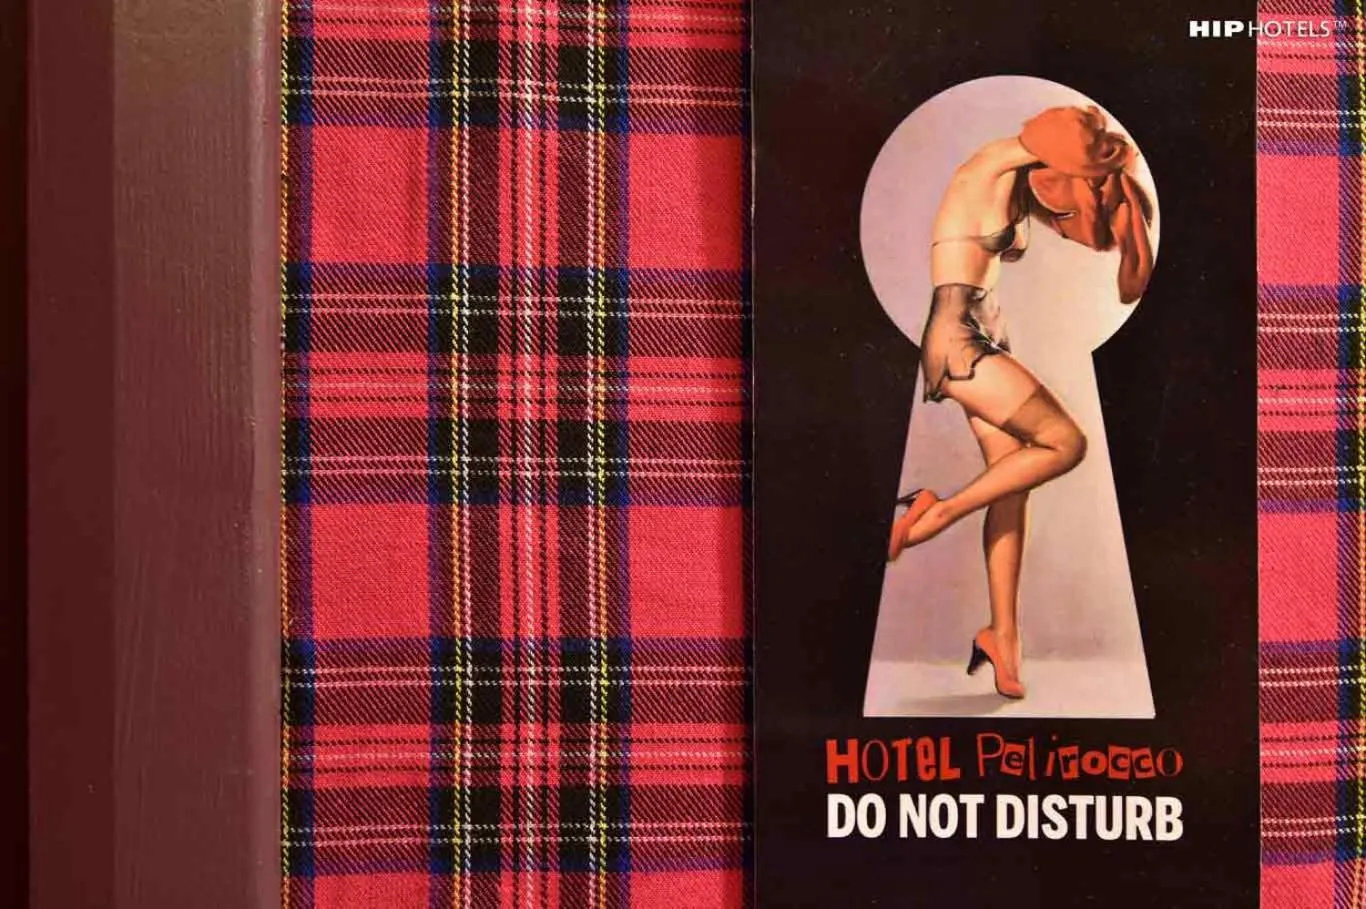 HIPHOTELS™
HOTEL Pelirocco
DO NOT DISTURB